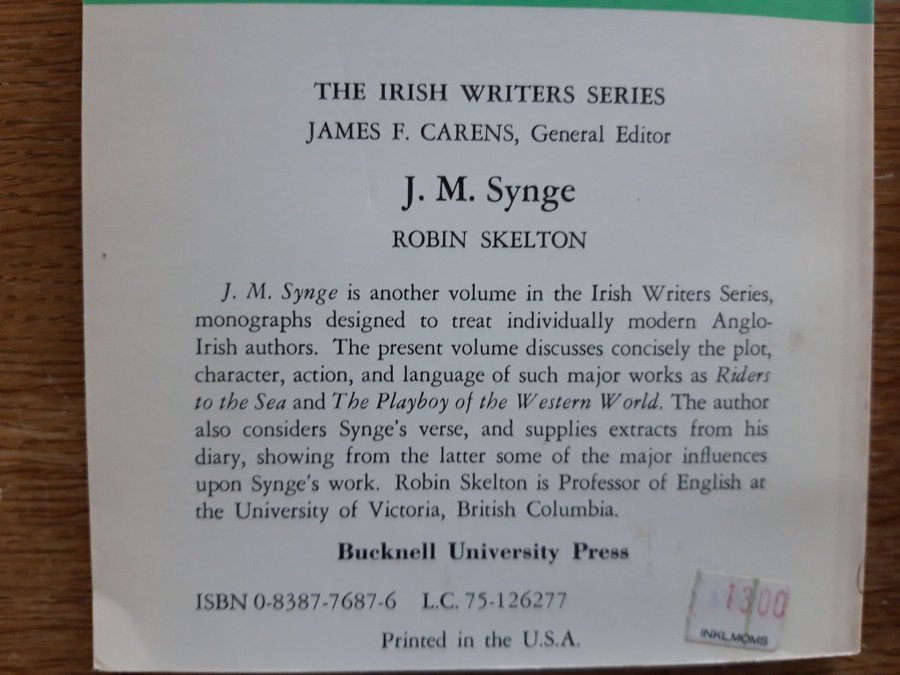 THE IRISH WRITERS SERIES
JAMES F. CARENS, General Editor
J. M. Synge
ROBIN SKELTON
J. M. Synge is another volume in the Irish Writers Series,
monographs designed to treat individually modern Anglo-
Irish authors. The present volume discusses concisely the plot,
character, action, and language of such major works as Riders
to the Sea and The Playboy of the Western World. The author
also considers Synge's verse, and supplies extracts from his
diary, showing from the latter some of the major influences
upon Synge's work. Robin Skelton is Professor of English at
the University of Victoria, British Columbia.
Bucknell University Press
ISBN 0-8387-7687-6 L.C. 75-126277
Printed in the U.S.A.
$1300
INKL.MOMS